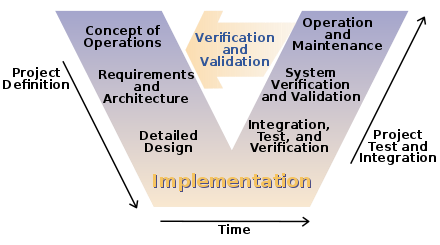 Concept of
Operations
Verification
and
Validation
Operation
and
Maintenance
Project
Definition
Requirements
and
Architecture
System
Verification
and Validation
Detailed
Design
Integration,
Test, and
Verification
Project
Test and
Integration
Implementation
Time